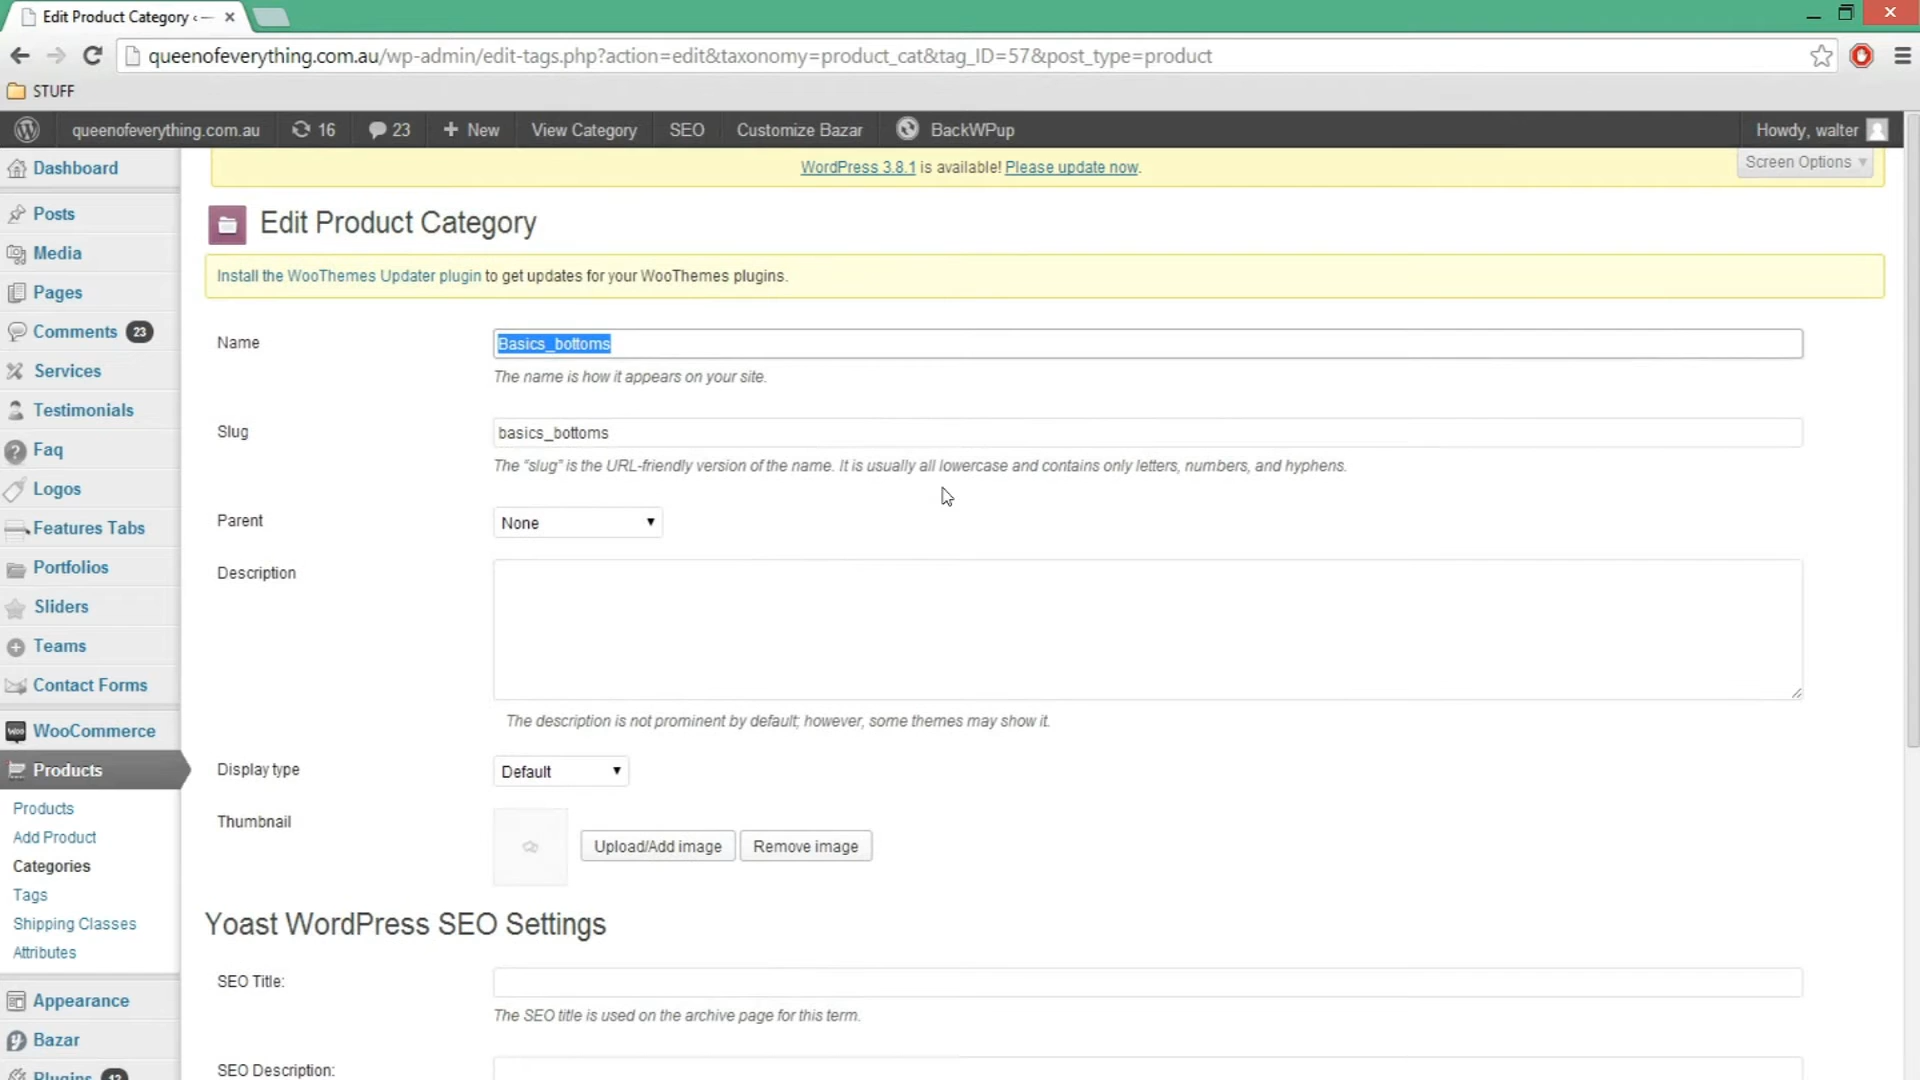 Edit Product Category ‹ —
queenofeverything.com.au/wp-admin/edit-tags.php?action=edit&taxonomy=product_cat&tag_ID=57&post_type=product
STUFF
queenofeverything.com.au 16 23 + New View Category SEO Customize Bazar BackWPup Howdy, walter
Dashboard
WordPress 3.8.1 is available! Please update now.
Screen Options
Posts
Edit Product Category
Media
Install the WooThemes Updater plugin to get updates for your WooThemes plugins.
Pages
Comments 23
Name
Basics_bottoms
The name is how it appears on your site.
Services
Testimonials
Slug
basics_bottoms
The “slug” is the URL-friendly version of the name. It is usually all lowercase and contains only letters, numbers, and hyphens.
Faq
Logos
Parent
None
Features Tabs
Portfolios
Description
Sliders
Teams
Contact Forms
The description is not prominent by default; however, some themes may show it.
Woo WooCommerce
Products
Display type
Default
Products
Thumbnail
Add Product
Upload/Add image
Remove image
Categories
Tags
Shipping Classes
Yoast WordPress SEO Settings
Attributes
SEO Title:
Appearance
The SEO title is used on the archive page for this term.
Bazar
SEO Description:
Plugins 12